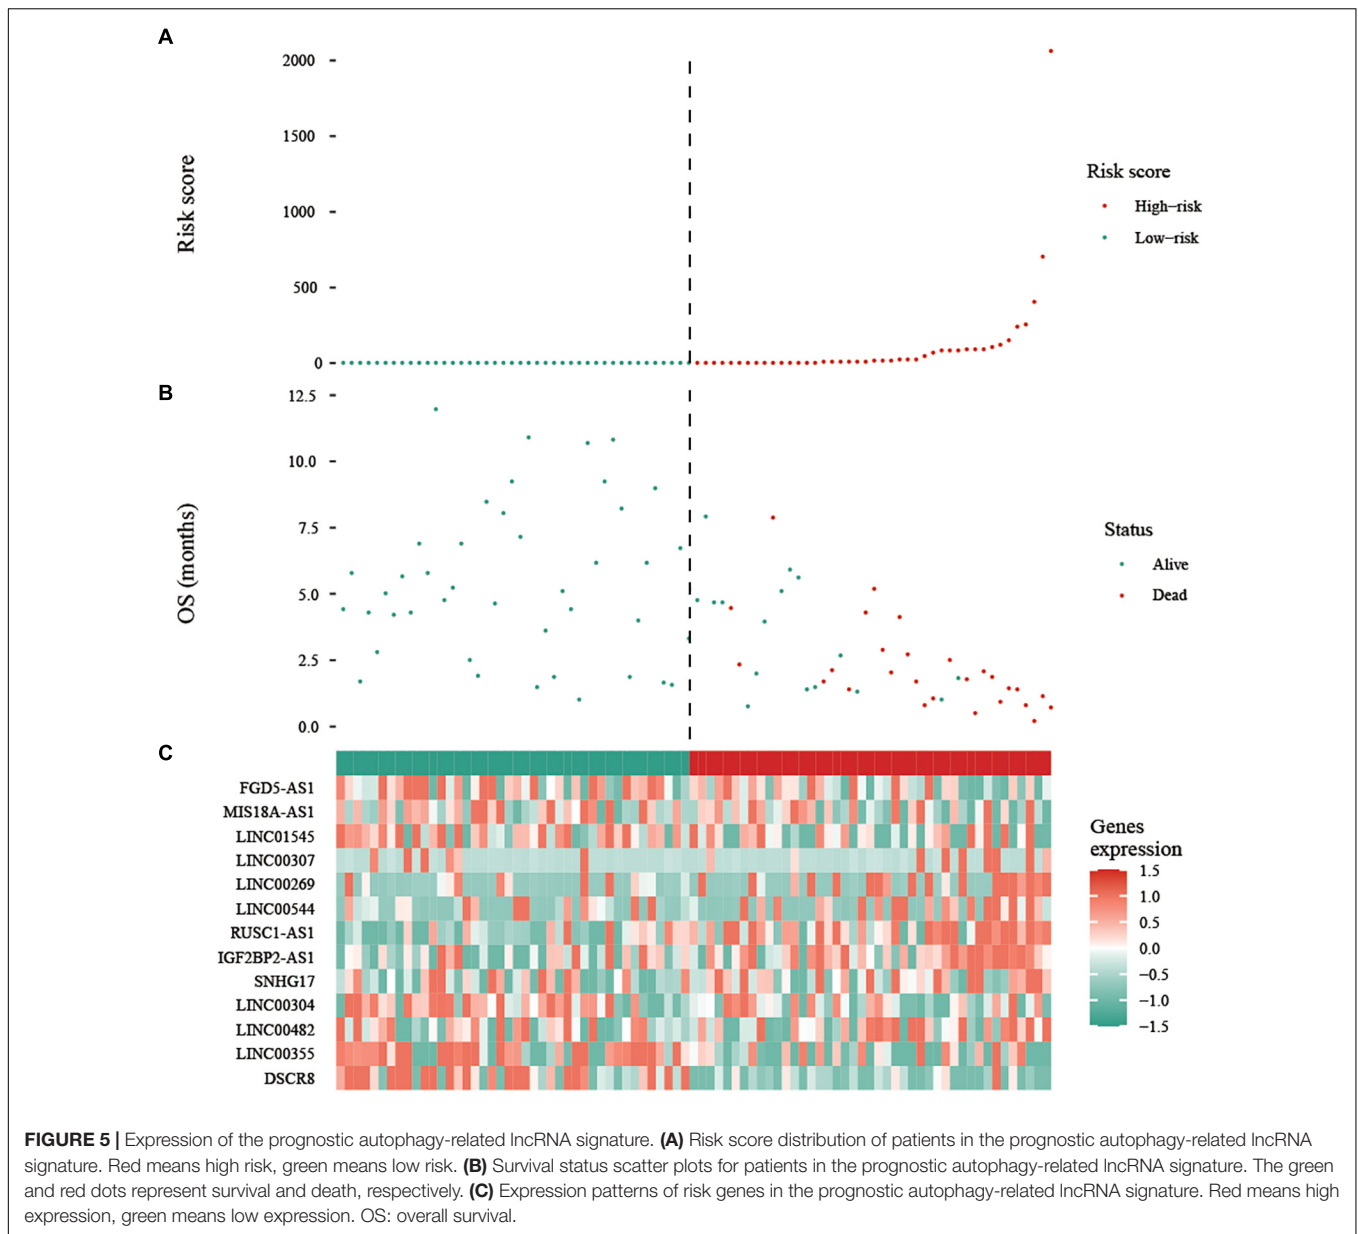 A
2000
1500
1000
500
0
Risk score
Risk score
High–risk
Low–risk
B
12.5
10.0
7.5
5.0
2.5
0.0
OS (months)
Status
Alive
Dead
C
FGD5-AS1
MIS18A-AS1
LINC01545
LINC00307
LINC00269
LINC00544
RUSC1-AS1
IGF2BP2-AS1
SNHG17
LINC00304
LINC00482
LINC00355
DSCR8
Genes
expression
1.5
1.0
0.5
0.0
−0.5
−1.0
−1.5
FIGURE 5 | Expression of the prognostic autophagy-related lncRNA signature. (A) Risk score distribution of patients in the prognostic autophagy-related lncRNA
signature. Red means high risk, green means low risk. (B) Survival status scatter plots for patients in the prognostic autophagy-related lncRNA signature. The green
and red dots represent survival and death, respectively. (C) Expression patterns of risk genes in the prognostic autophagy-related lncRNA signature. Red means high
expression, green means low expression. OS: overall survival.